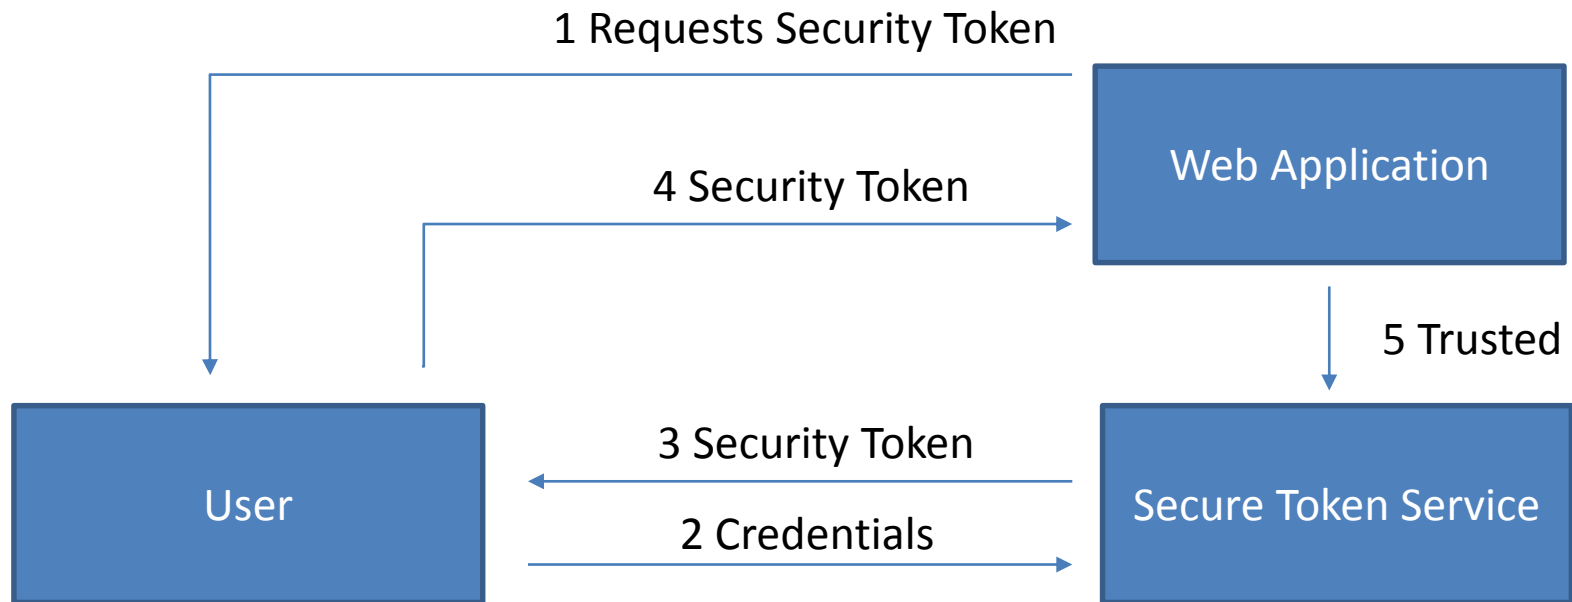 1 Requests Security Token
Web Application
4 Security Token
5 Trusted
3 Security Token
User
Secure Token Service
2 Credentials